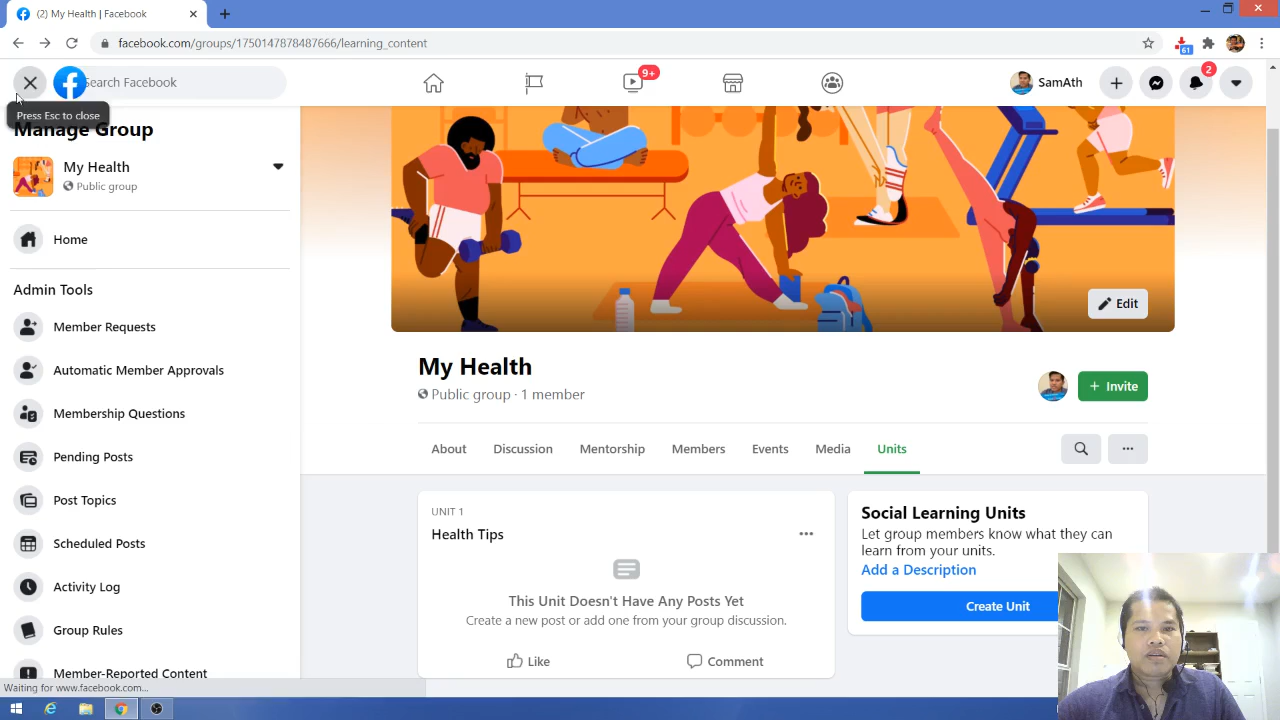 (2) My Health | Facebook
facebook.com/groups/1750147878487666/learning_content
61
Search Facebook
9+
SamAth
2
Press Esc to close
Manage Group
My Health
Public group
Home
Admin Tools
Member Requests
Automatic Member Approvals
Membership Questions
Pending Posts
Post Topics
Scheduled Posts
Activity Log
Group Rules
Member-Reported Content
Waiting for www.facebook.com...
Edit
My Health
Public group · 1 member
+ Invite
About
Discussion
Mentorship
Members
Events
Media
Units
UNIT 1
Health Tips
This Unit Doesn't Have Any Posts Yet
Create a new post or add one from your group discussion.
Like
Comment
Social Learning Units
Let group members know what they can
learn from your units.
Add a Description
Create Unit